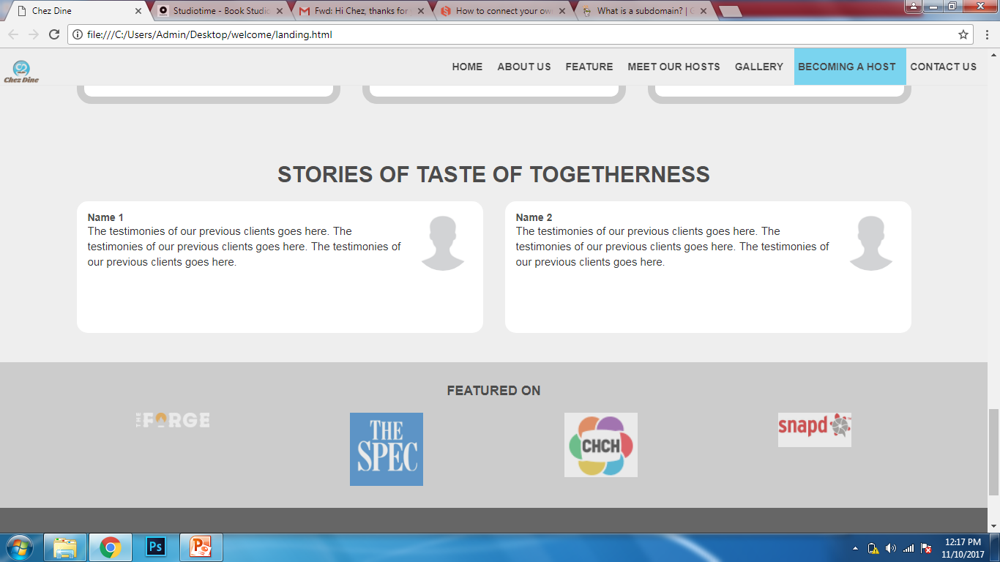 Chez Dine
Studiotime - Book Studio
Fwd: Hi Chez, thanks for
How to connect your own
What is a subdomain? |
file:///C:/Users/Admin/Desktop/welcome/landing.html
Chez Dine
HOME ABOUT US FEATURE MEET OUR HOSTS GALLERY BECOMING A HOST CONTACT US
STORIES OF TASTE OF TOGETHERNESS
Name 1
The testimonies of our previous clients goes here. The
testimonies of our previous clients goes here. The testimonies of
our previous clients goes here.
Name 2
The testimonies of our previous clients goes here. The
testimonies of our previous clients goes here. The testimonies of
our previous clients goes here.
FEATURED ON
THE FORGE
THE
SPEC
CHCH
snapd
Ps
12:17 PM
11/10/2017